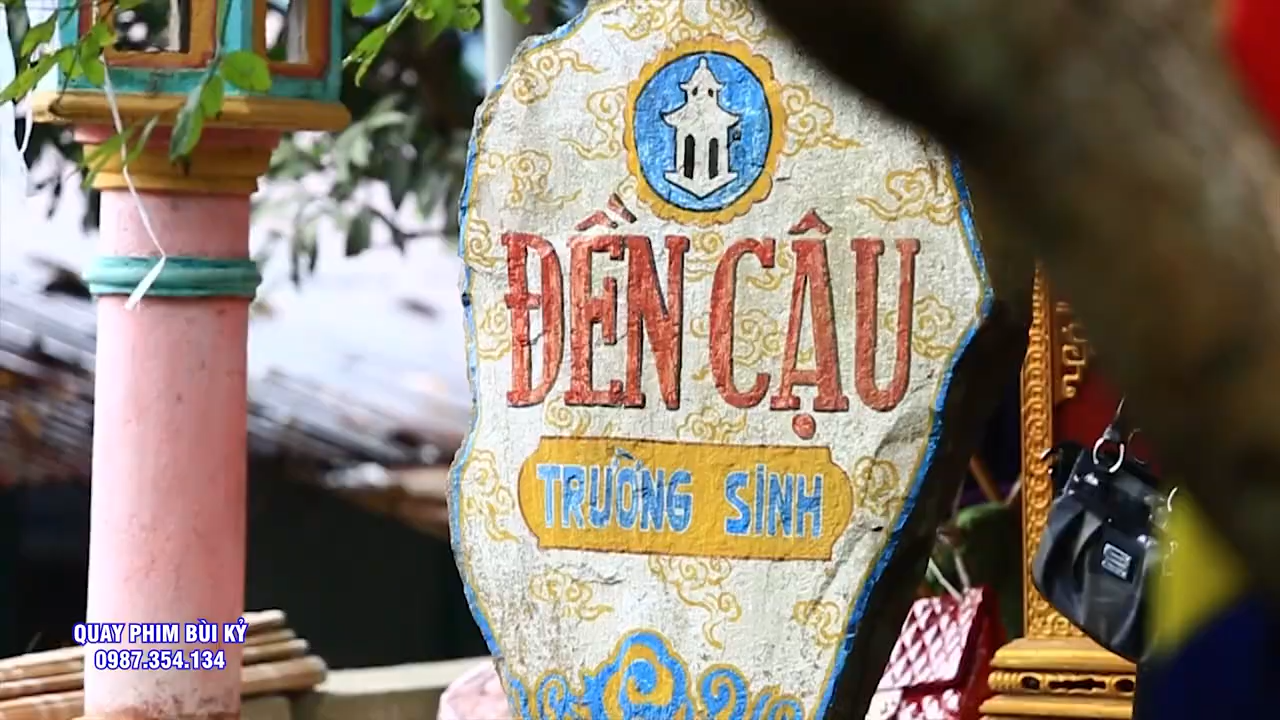 ĐỀN CẬU
TRƯỜNG SINH
QUAY PHIM BÙI KỶ
0987.354.134